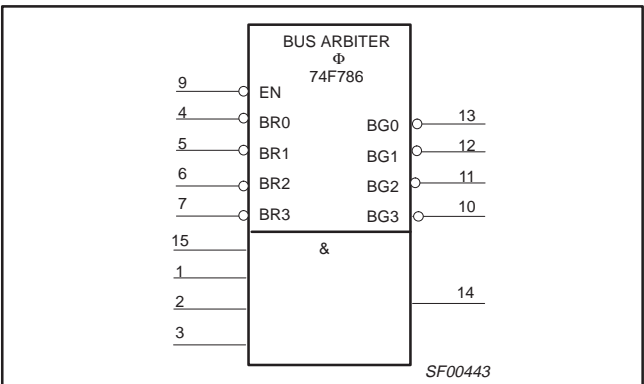 BUS ARBITER
Φ
74F786
9 EN
4 BR0 BG0 13
5 BR1 BG1 12
6 BR2 BG2 11
7 BR3 BG3 10
15 &
1
2 14
3
SF00443